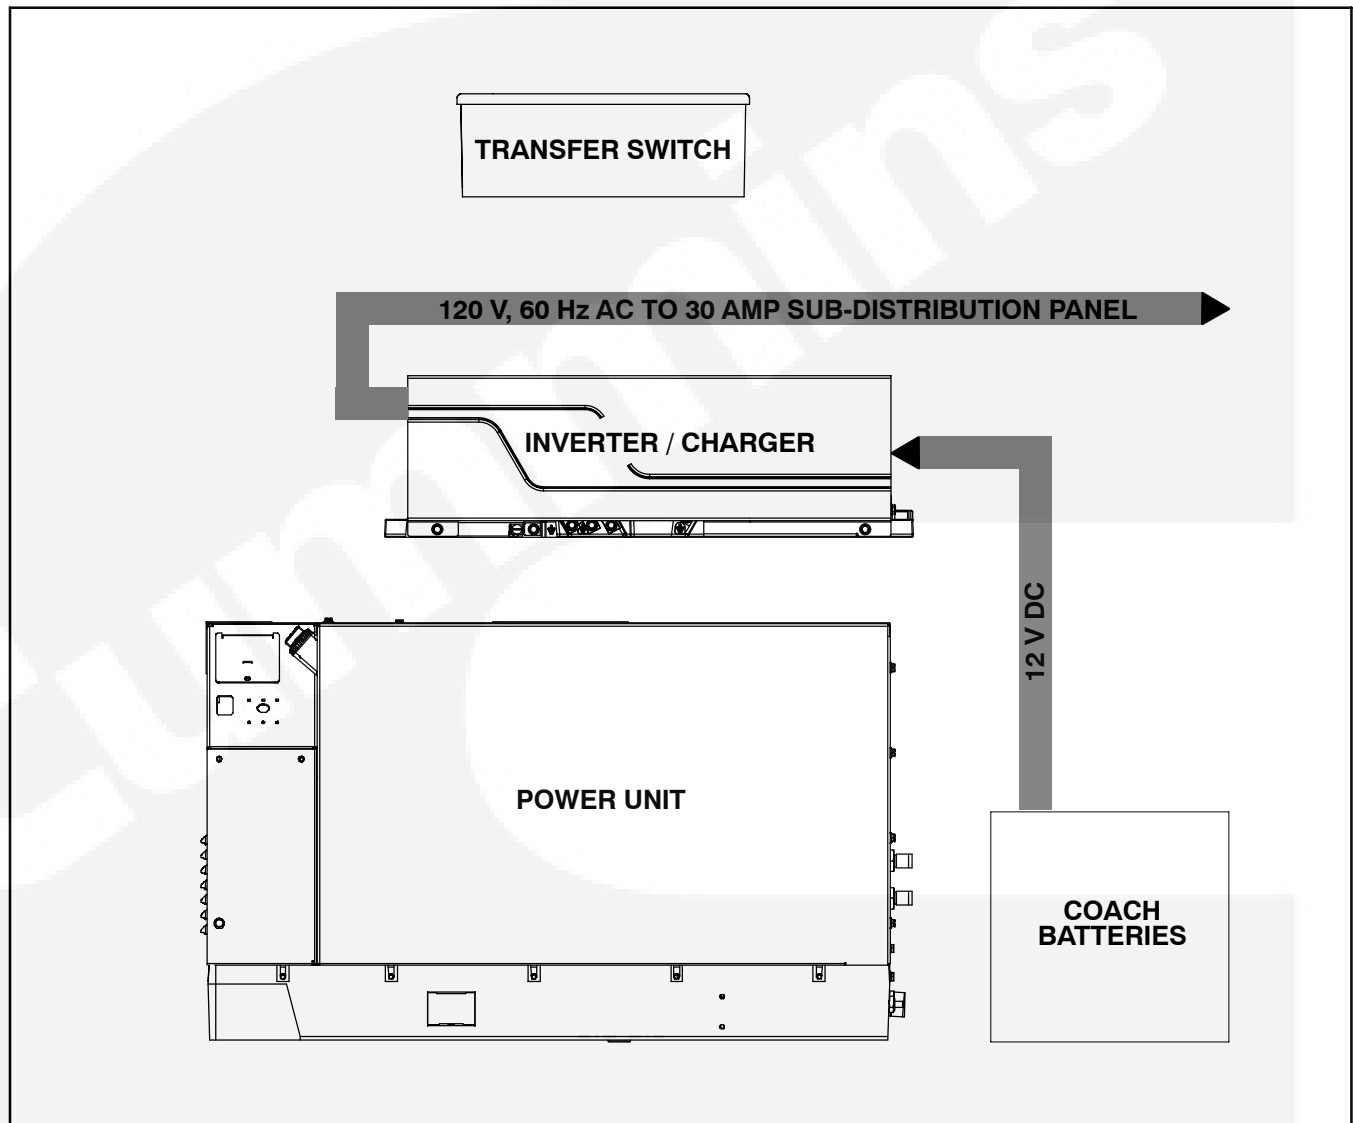 TRANSFER SWITCH
120 V, 60 Hz AC TO 30 AMP SUB-DISTRIBUTION PANEL
INVERTER / CHARGER
12 V DC
POWER UNIT
COACH
BATTERIES
Cummins